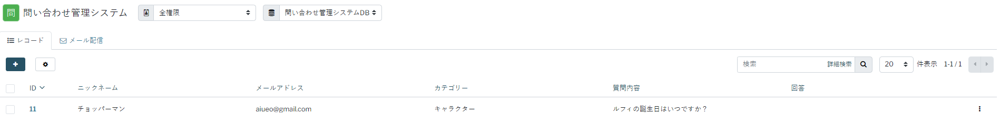 問 問い合わせ管理システム 全権限 問い合わせ管理システムDB
レコード メール配信
検索 詳細検索 20 件表示 1-1 / 1
ID ニックネーム メールアドレス カテゴリー 質問内容 回答
11 チョッパーマン aiueo@gmail.com キャラクター ルフィの誕生日はいつですか？